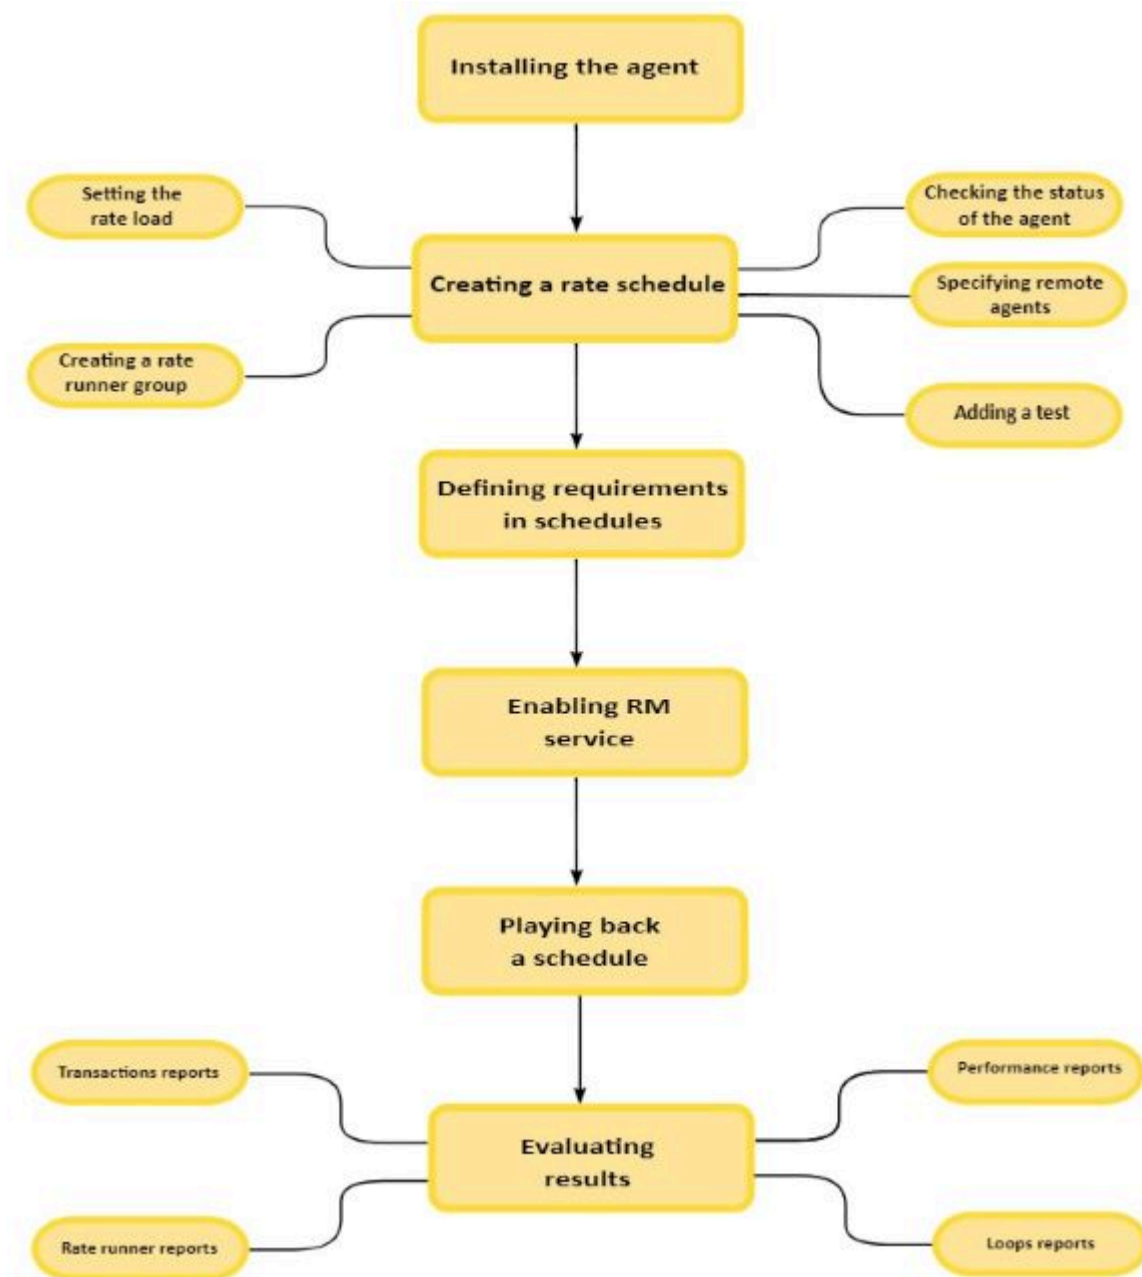 Installing the agent
Setting the
rate load
Checking the status
of the agent
Creating a rate schedule
Specifying remote
agents
Creating a rate
runner group
Adding a test
Defining requirements
in schedules
Enabling RM
service
Playing back
a schedule
Transactions reports
Performance reports
Evaluating
results
Rate runner reports
Loops reports